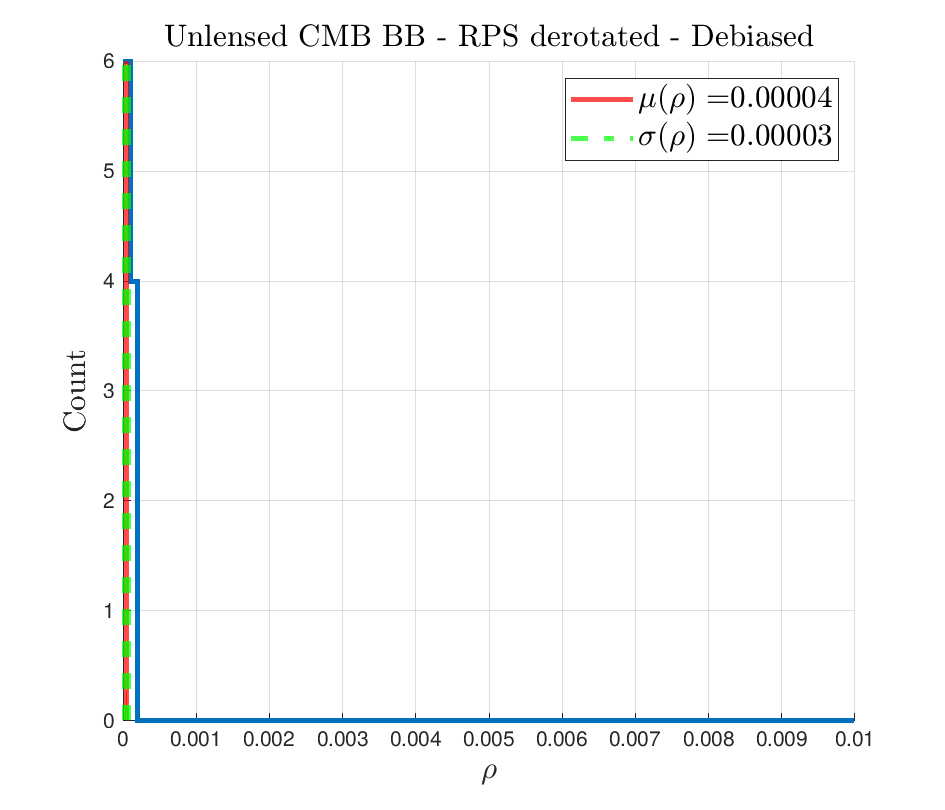 Unlensed CMB BB - RPS derotated - Debiased
μ(ρ) =0.00004
σ(ρ) =0.00003
6
5
4
3
2
1
0
Count
0 0.001 0.002 0.003 0.004 0.005 0.006 0.007 0.008 0.009 0.01
ρ